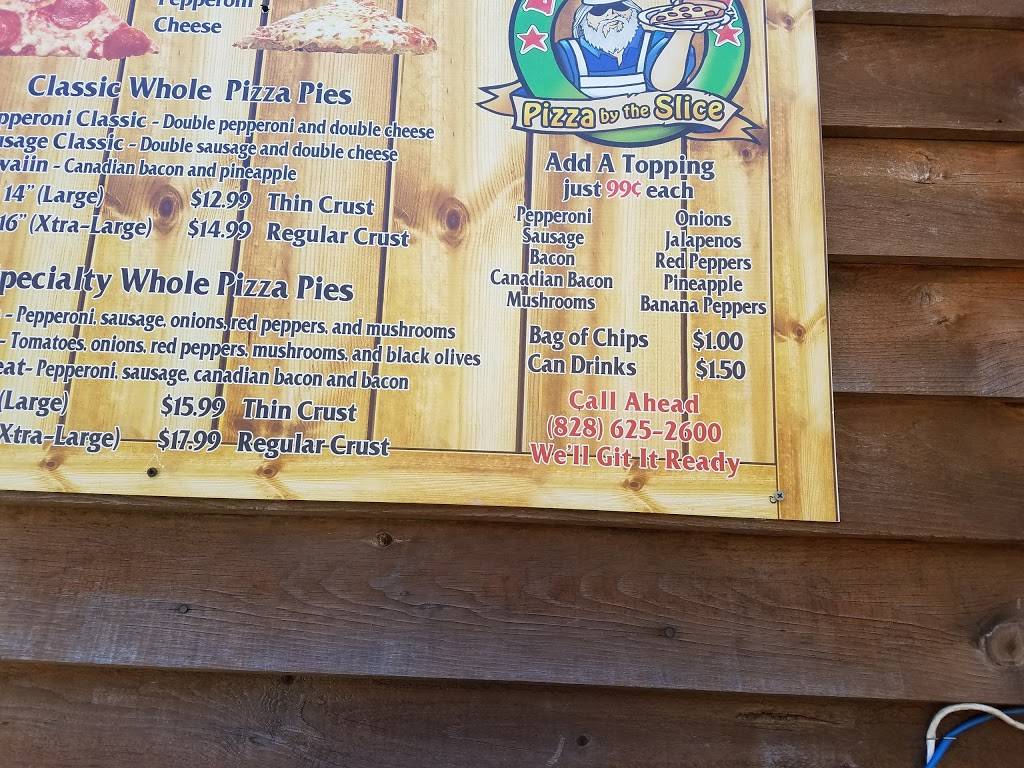 Pepperoni
Cheese
Classic Whole Pizza Pies
pperoni Classic - Double pepperoni and double cheese
usage Classic - Double sausage and double cheese
waiin - Canadian bacon and pineapple
14" (Large) $12.99 Thin Crust
16" (Xtra-Large) $14.99 Regular Crust
pecialty Whole Pizza Pies
- Pepperoni, sausage, onions, red peppers, and mushrooms
- Tomatoes, onions, red peppers, mushrooms, and black olives
eat - Pepperoni, sausage, canadian bacon and bacon
(Large) $15.99 Thin Crust
Xtra-Large) $17.99 Regular Crust
Pizza by the Slice
Add A Topping
just 99¢ each
Pepperoni
Sausage
Bacon
Canadian Bacon
Mushrooms
Onions
Jalapenos
Red Peppers
Pineapple
Banana Peppers
Bag of Chips $1.00
Can Drinks $1.50
Call Ahead
(828) 625-2600
We'll Git It Ready